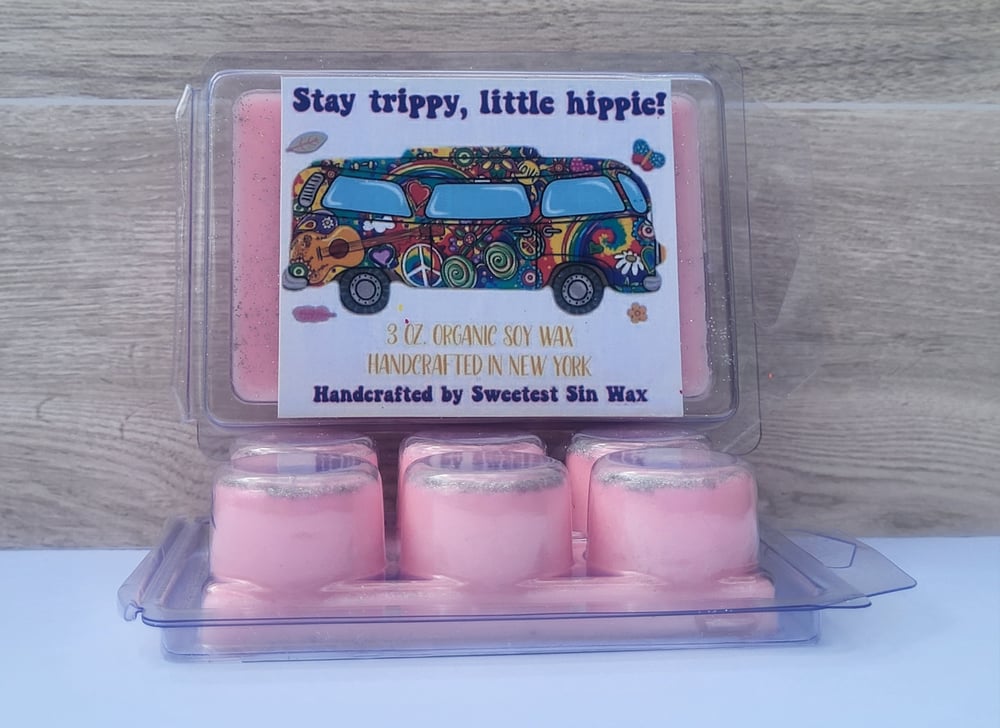 Stay trippy, little hippie!
3 OZ. ORGANIC SOY WAX
HANDCRAFTED IN NEW YORK
Handcrafted by Sweetest Sin Wax